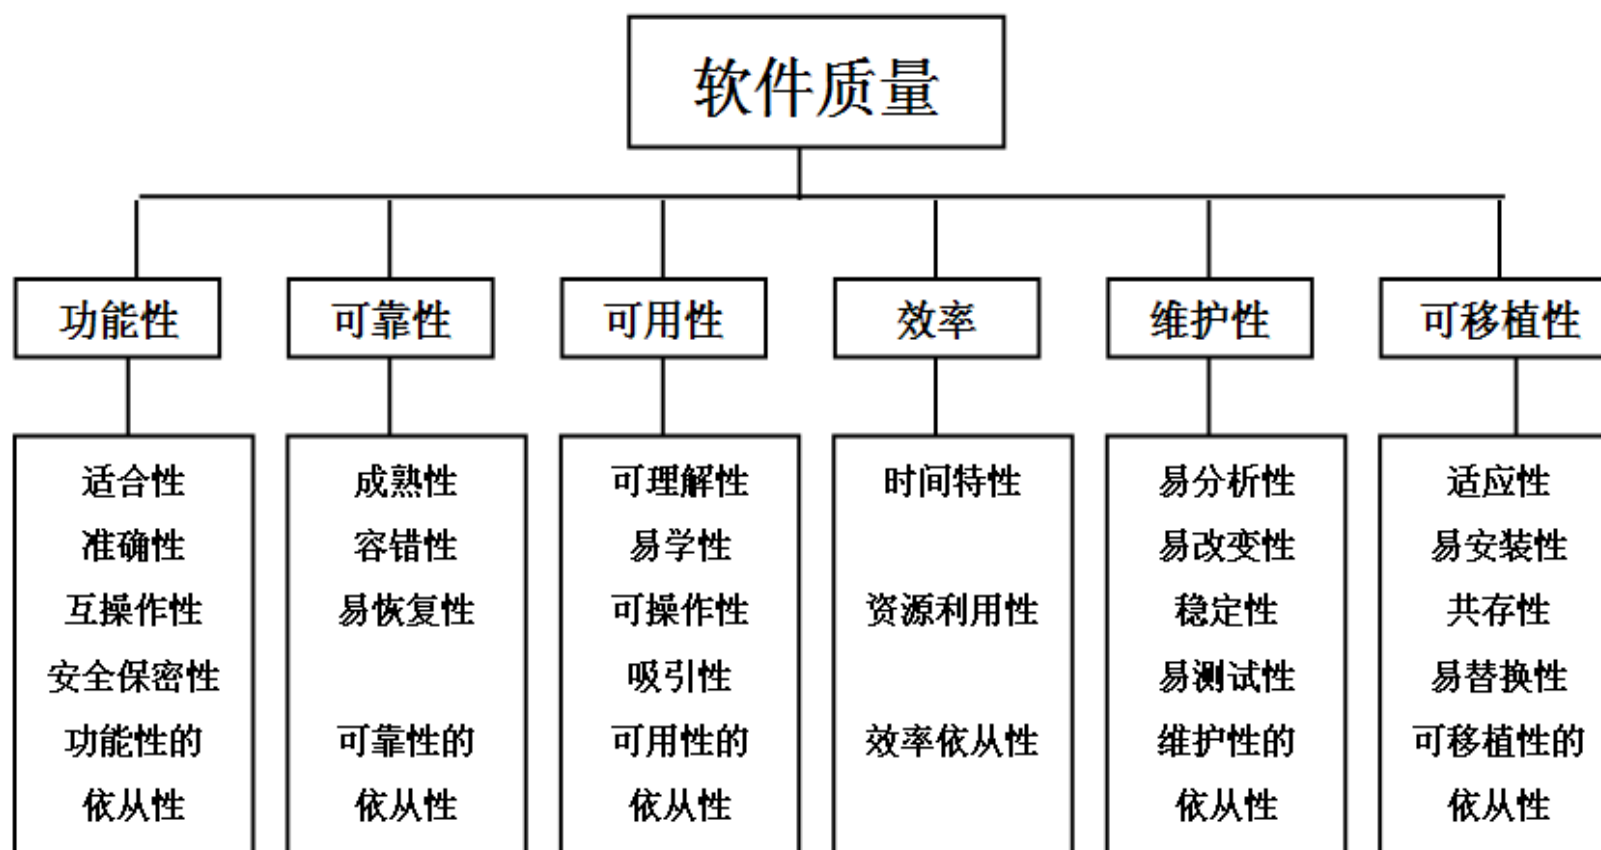 软件质量
功能性
可靠性
可用性
效率
维护性
可移植性
适合性
准确性
互操作性
安全保密性
功能性的
依从性
成熟性
容错性
易恢复性
可靠性的
依从性
可理解性
易学性
可操作性
吸引性
可用性的
依从性
时间特性
资源利用性
效率依从性
易分析性
易改变性
稳定性
易测试性
维护性的
依从性
适应性
易安装性
共存性
易替换性
可移植性的
依从性